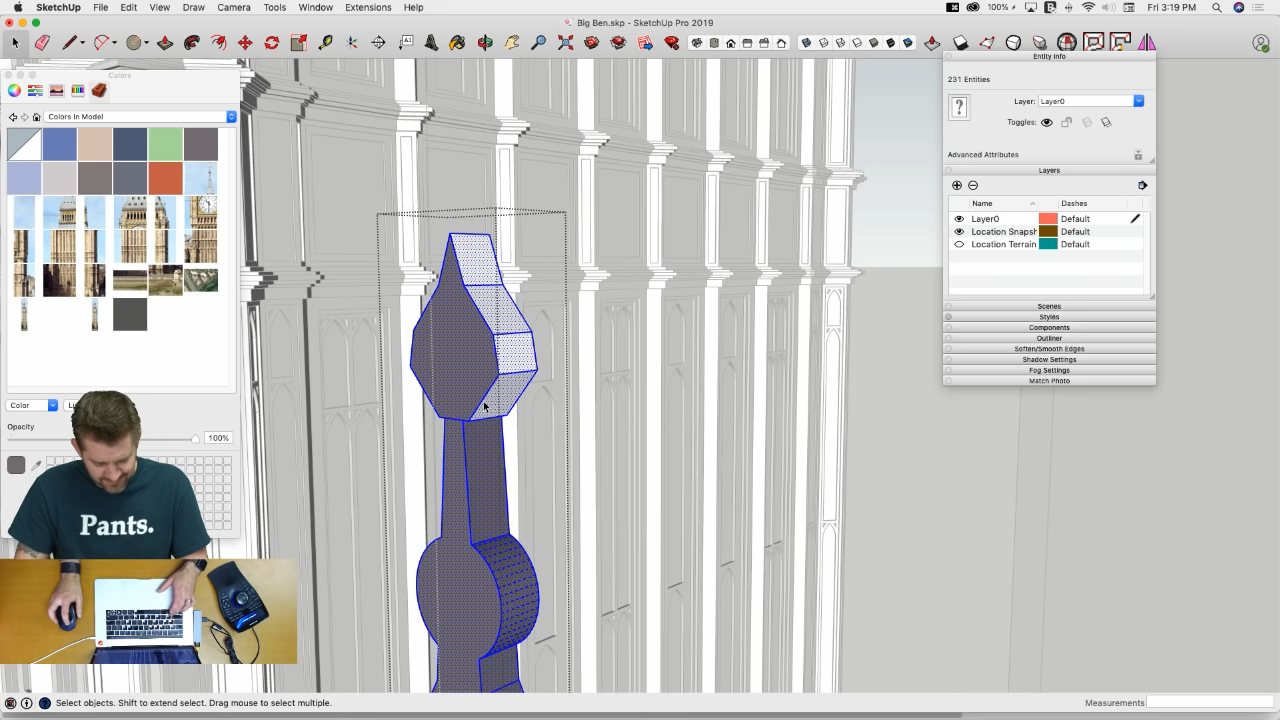 SketchUp File Edit View Draw Camera Tools Window Extensions Help 100% Fri 3:19 PM
Big Ben.skp - SketchUp Pro 2019
Colors
Colors In Model
Color
Opacity
100%
Pants.
Entity Info
231 Entities
Layer: Layer0
Toggles:
Advanced Attributes
Layers
Name Dashes
Layer0 Default
Location Snapsh Default
Location Terrain Default
Scenes
Styles
Components
Outliner
Soften/Smooth Edges
Shadow Settings
Fog Settings
Match Photo
Select objects. Shift to extend select. Drag mouse to select multiple.
Measurements